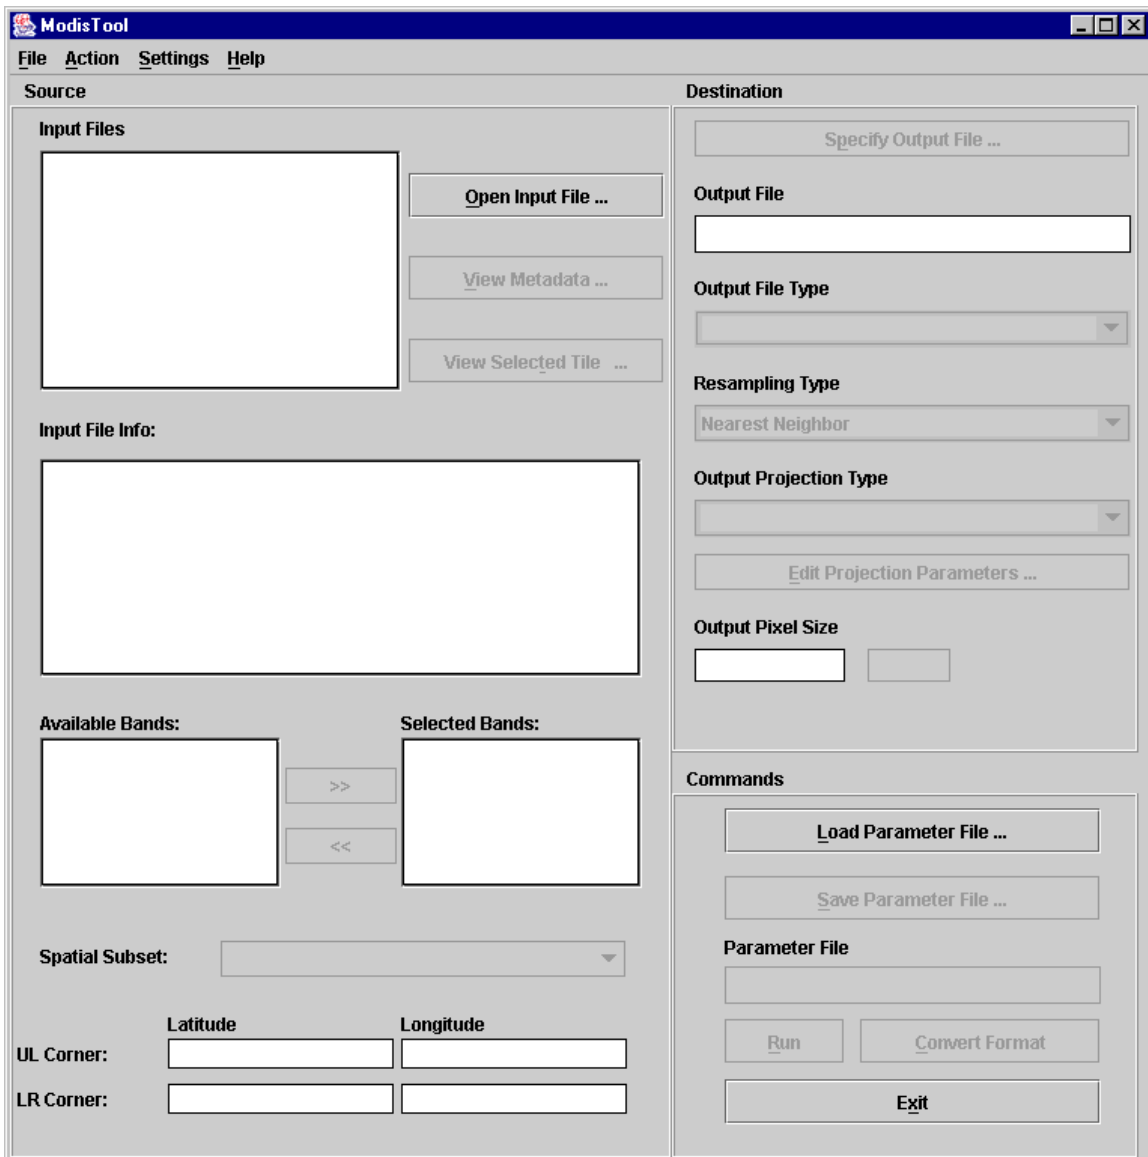 ModisTool
File Action Settings Help
Source
Input Files
Open Input File ...
View Metadata ...
View Selected Tile ...
Input File Info:
Available Bands:
Selected Bands:
>>
<<
Spatial Subset:
Latitude Longitude
UL Corner:
LR Corner:
Destination
Specify Output File ...
Output File
Output File Type
Resampling Type
Nearest Neighbor
Output Projection Type
Edit Projection Parameters ...
Output Pixel Size
Commands
Load Parameter File ...
Save Parameter File ...
Parameter File
Run
Convert Format
Exit